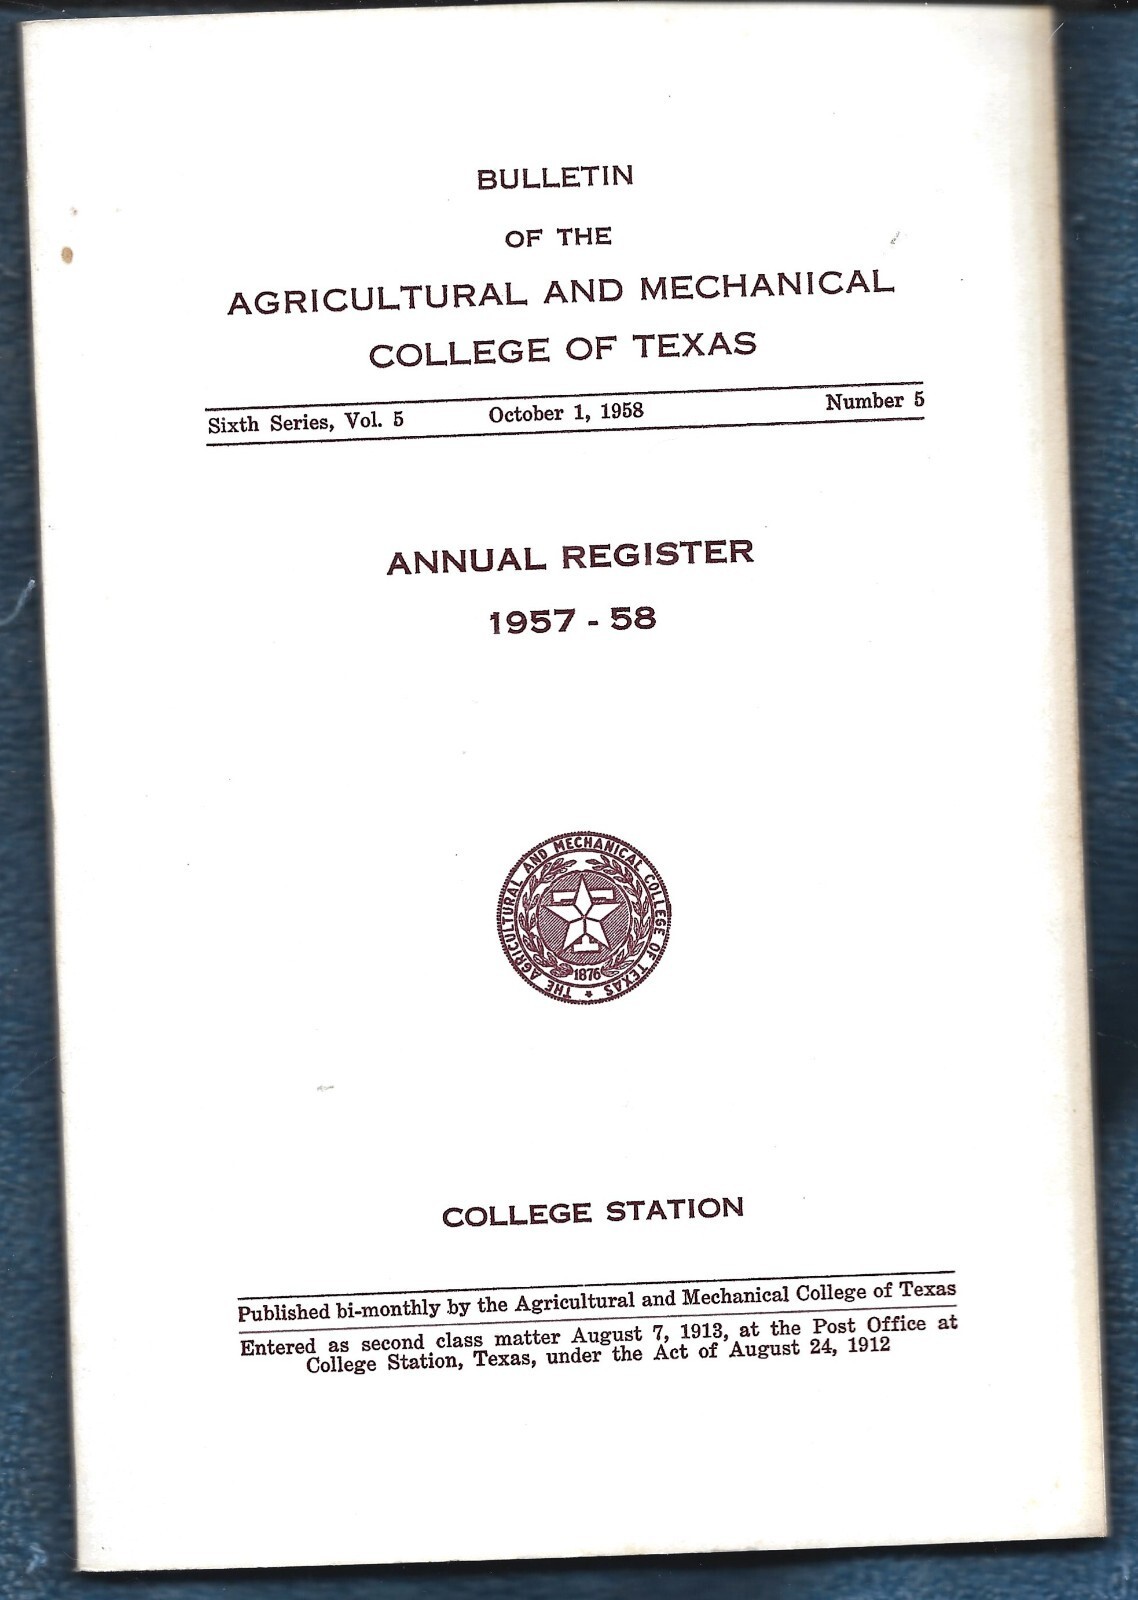 BULLETIN
OF THE
AGRICULTURAL AND MECHANICAL
COLLEGE OF TEXAS
Sixth Series, Vol. 5 October 1, 1958 Number 5
ANNUAL REGISTER
1957 - 58
THE AGRICULTURAL AND MECHANICAL COLLEGE OF TEXAS
1876
COLLEGE STATION
Published bi-monthly by the Agricultural and Mechanical College of Texas
Entered as second class matter August 7, 1913, at the Post Office at
College Station, Texas, under the Act of August 24, 1912